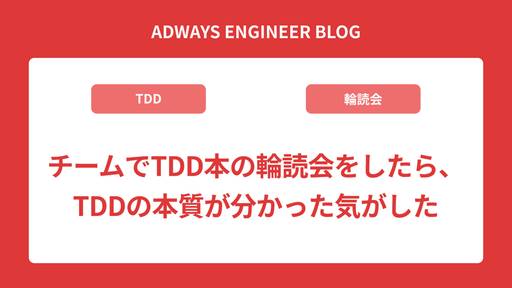 ADWAYS ENGINEER BLOG
TDD
輪読会
チームでTDD本の輪読会をしたら、
TDDの本質が分かった気がした